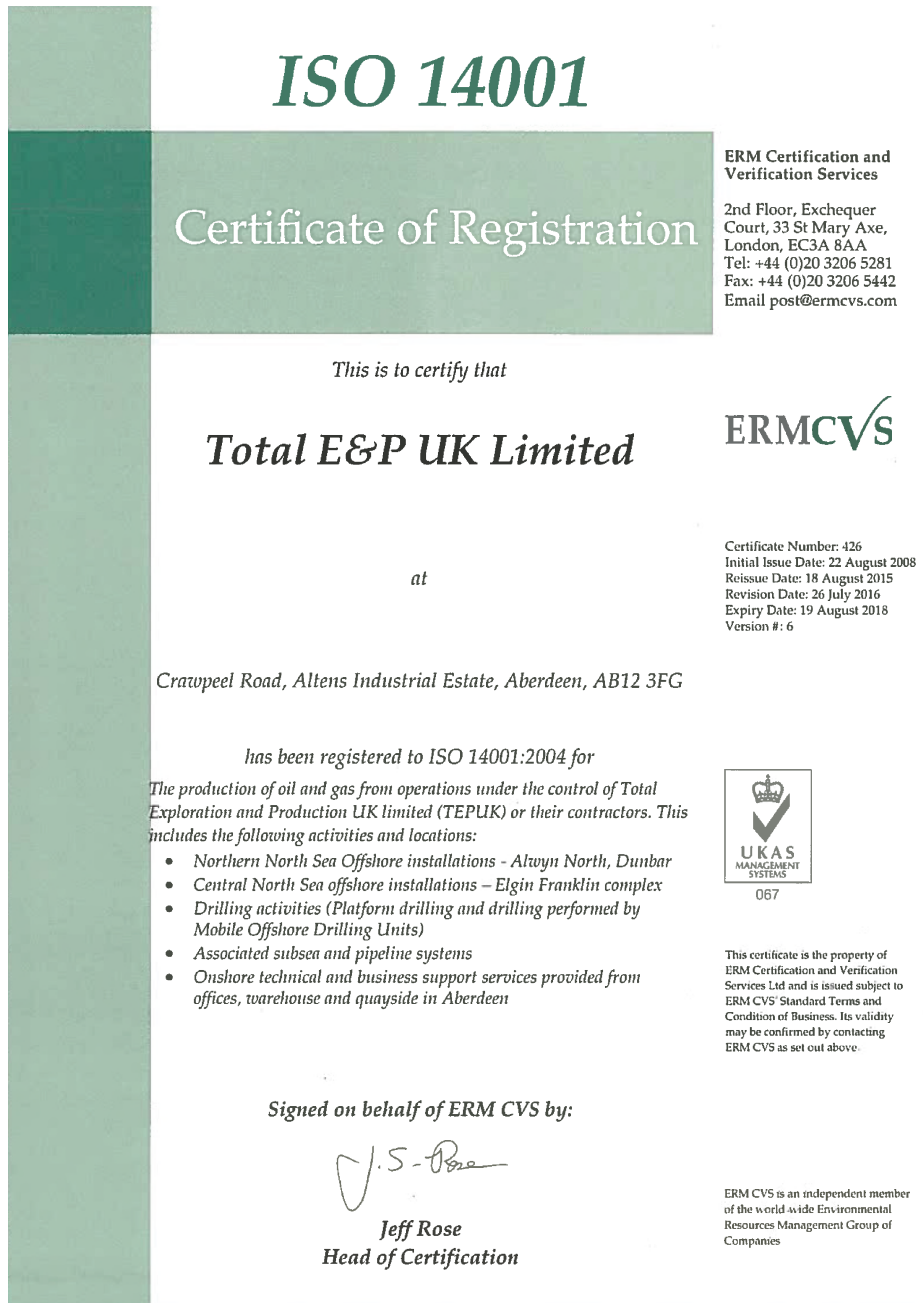 ISO 14001
Certificate of Registration
ERM Certification and
Verification Services
2nd Floor, Exchequer
Court, 33 St Mary Axe,
London, EC3A 8AA
Tel: +44 (0)20 3206 5281
Fax: +44 (0)20 3206 5442
Email post@ermcvs.com
This is to certify that
Total E&P UK Limited
ERMCVS
at
Certificate Number: 426
Initial Issue Date: 22 August 2008
Reissue Date: 18 August 2015
Revision Date: 26 July 2016
Expiry Date: 19 August 2018
Version #: 6
Crawpeel Road, Altens Industrial Estate, Aberdeen, AB12 3FG
has been registered to ISO 14001:2004 for
The production of oil and gas from operations under the control of Total
Exploration and Production UK limited (TEPUK) or their contractors. This
includes the following activities and locations:
• Northern North Sea Offshore installations - Alwyn North, Dunbar
• Central North Sea offshore installations – Elgin Franklin complex
• Drilling activities (Platform drilling and drilling performed by
Mobile Offshore Drilling Units)
• Associated subsea and pipeline systems
• Onshore technical and business support services provided from
offices, warehouse and quayside in Aberdeen
UKAS
MANAGEMENT
SYSTEMS
067
This certificate is the property of
ERM Certification and Verification
Services Ltd and is issued subject to
ERM CVS' Standard Terms and
Condition of Business. Its validity
may be confirmed by contacting
ERM CVS as set out above.
Signed on behalf of ERM CVS by:
J. S - Rose
Jeff Rose
Head of Certification
ERM CVS is an independent member
of the world-wide Environmental
Resources Management Group of
Companies